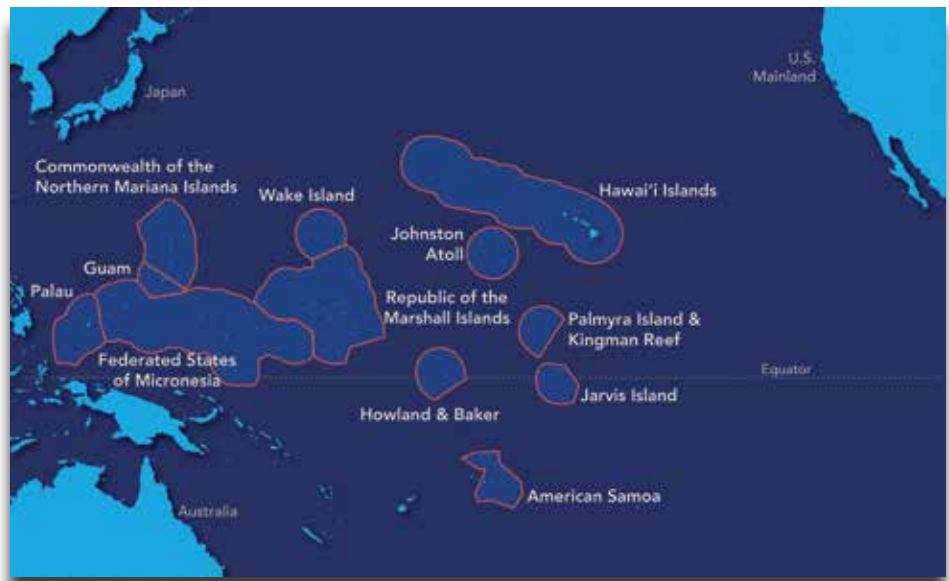 U.S.
Mainland
Japan
Commonwealth of the
Northern Mariana Islands
Wake Island
Hawai'i Islands
Johnston
Atoll
Guam
Palau
Republic of the
Marshall Islands
Palmyra Island &
Kingman Reef
Federated States
of Micronesia
Equator
Jarvis Island
Howland & Baker
American Samoa
Australia